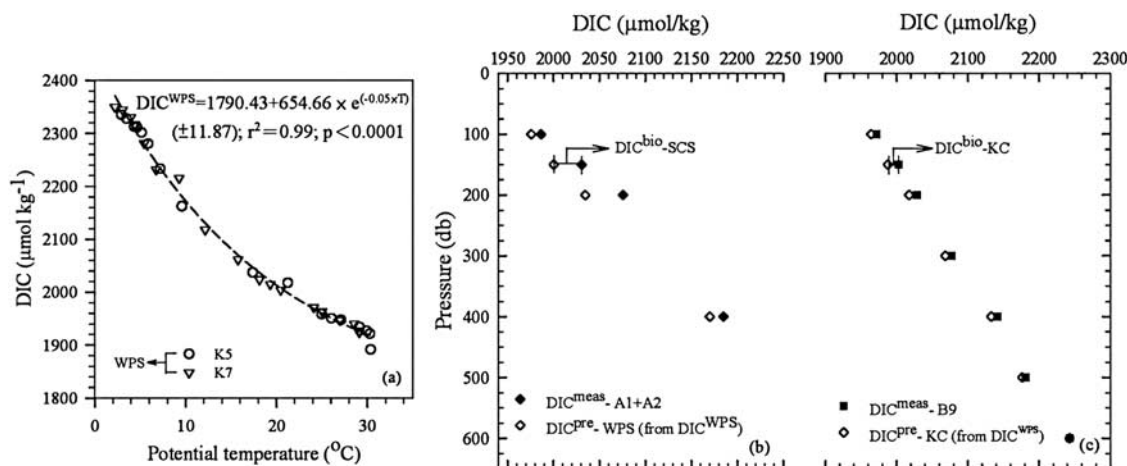 DIC (μmol kg⁻¹)
2400
2300
2200
2100
2000
1900
1800
DIC^WPS=1790.43+654.66 × e^(-0.05×T)
(±11.87); r²=0.99; p<0.0001
WPS
K5
K7
(a)
0 10 20 30
Potential temperature (°C)
DIC (μmol/kg)
1950 2000 2050 2100 2150 2200 2250
Pressure (db)
0
100
200
300
400
500
600
DIC^bio-SCS
DIC^meas- A1+A2
DIC^pre- WPS (from DIC^WPS)
(b)
DIC (μmol/kg)
1900 2000 2100 2200 2300
DIC^bio-KC
DIC^meas- B9
DIC^pre- KC (from DIC^WPS)
(c)